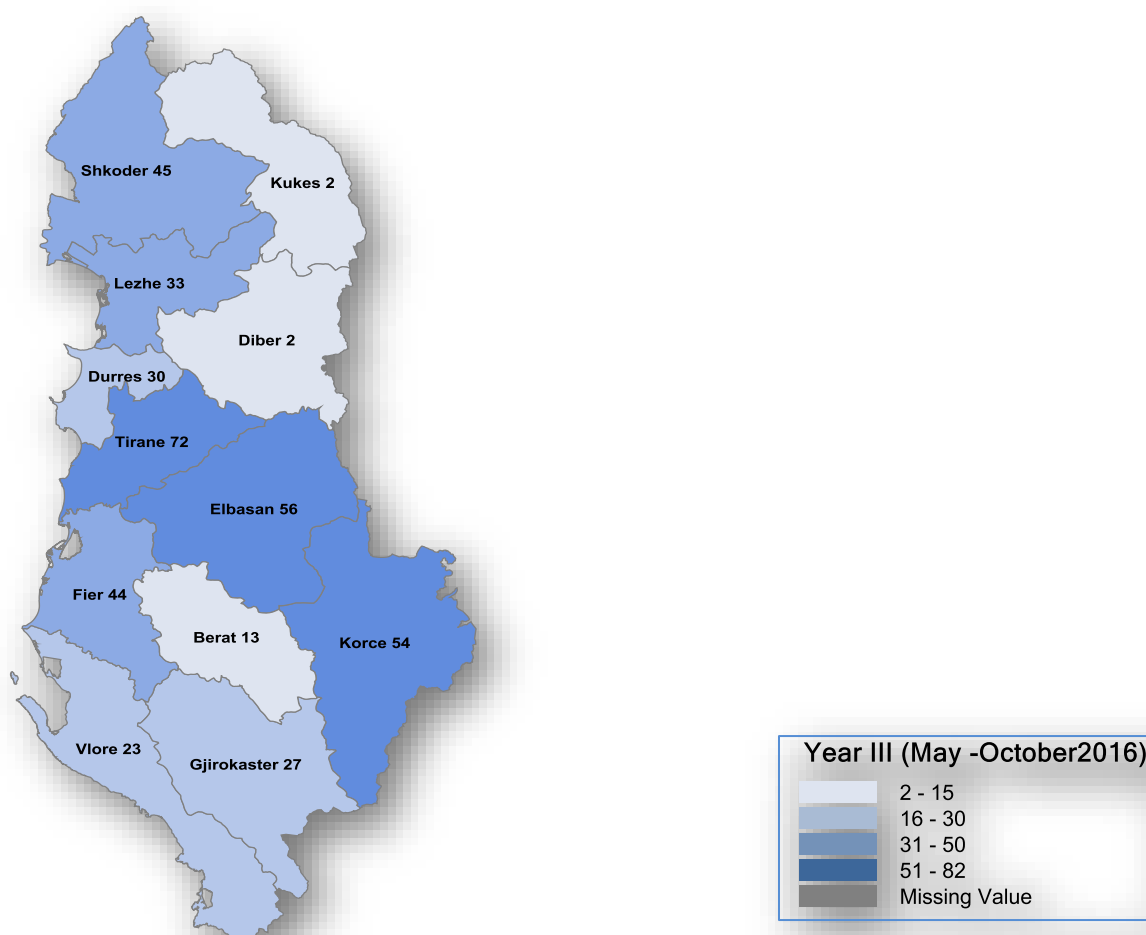 Shkoder 45
Kukes 2
Lezhe 33
Diber 2
Durres 30
Tirane 72
Elbasan 56
Fier 44
Berat 13
Korce 54
Vlore 23
Gjirokaster 27
Year III (May -October2016)
2 - 15
16 - 30
31 - 50
51 - 82
Missing Value